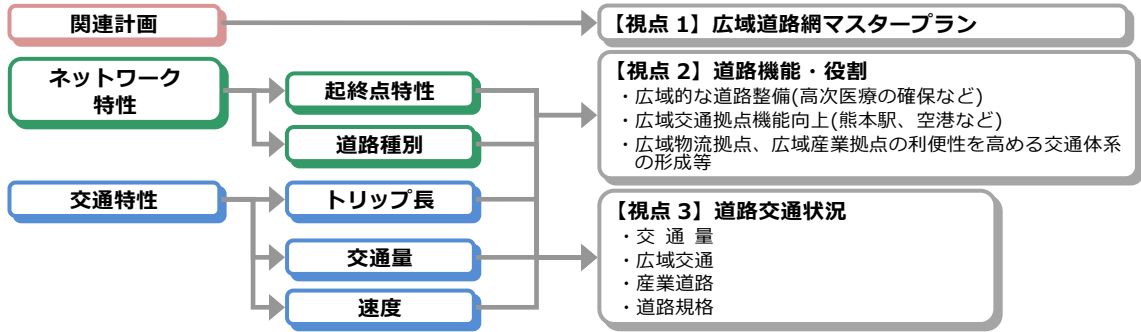 関連計画
【視点 1】広域道路網マスタープラン
ネットワーク
特性
起終点特性
道路種別
【視点 2】道路機能・役割
・広域的な道路整備(高次医療の確保など)
・広域交通拠点機能向上(熊本駅、空港など)
・広域物流拠点、広域産業拠点の利便性を高める交通体系
の形成等
交通特性
トリップ長
交通量
速度
【視点 3】道路交通状況
・交 通 量
・広域交通
・産業道路
・道路規格